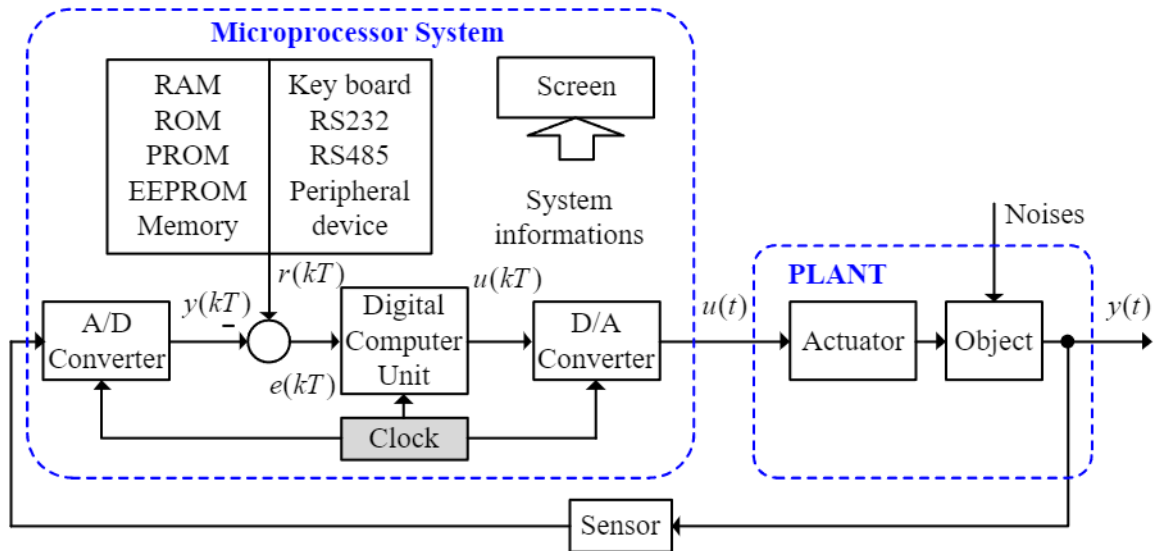 Microprocessor System
RAM
ROM
PROM
EEPROM
Memory
Key board
RS232
RS485
Peripheral
device
Screen
System
informations
Noises
PLANT
r(kT)
y(kT)
-
e(kT)
u(kT)
u(t)
y(t)
A/D
Converter
Digital
Computer
Unit
D/A
Converter
Actuator
Object
Clock
Sensor